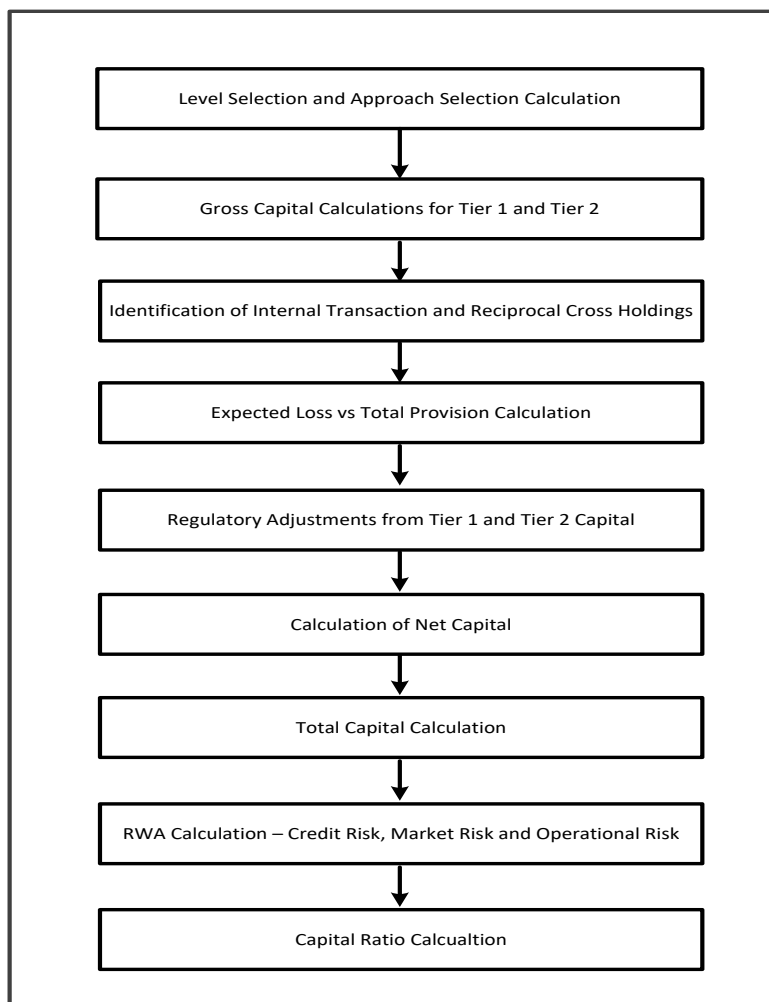 Level Selection and Approach Selection Calculation
Gross Capital Calculations for Tier 1 and Tier 2
Identification of Internal Transaction and Reciprocal Cross Holdings
Expected Loss vs Total Provision Calculation
Regulatory Adjustments from Tier 1 and Tier 2 Capital
Calculation of Net Capital
Total Capital Calculation
RWA Calculation – Credit Risk, Market Risk and Operational Risk
Capital Ratio Calcualtion